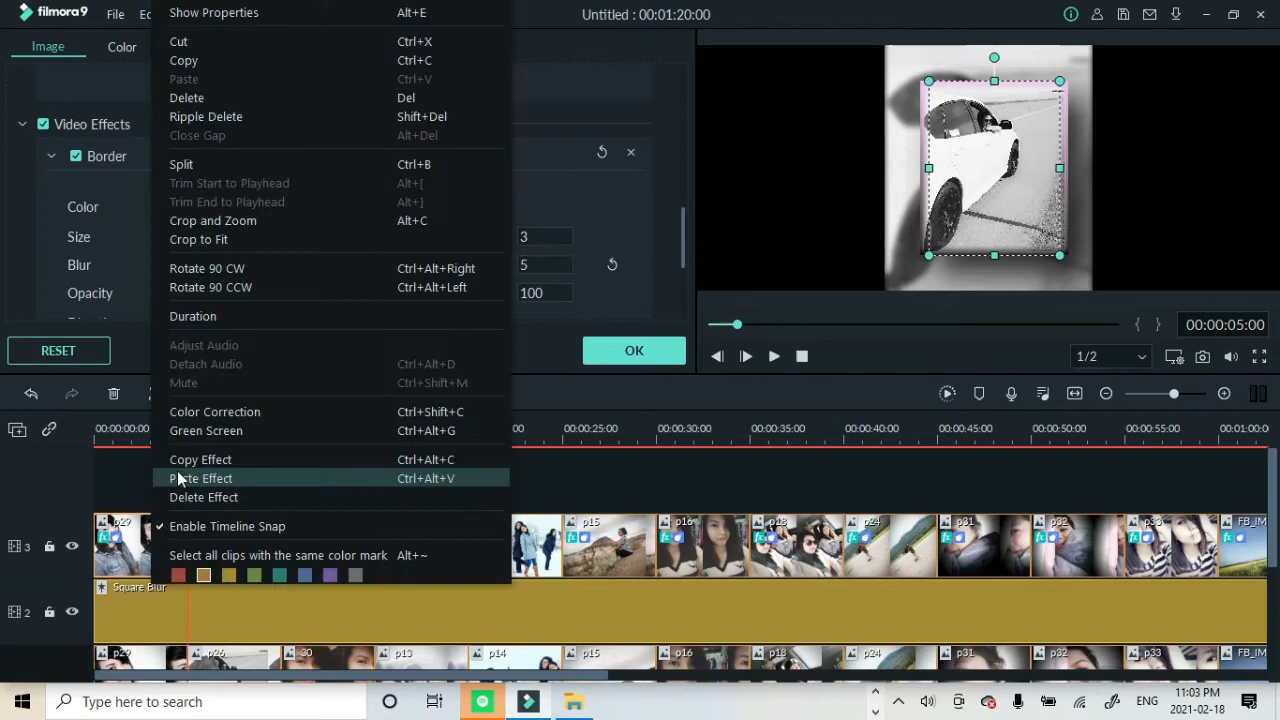 filmora9
File
Untitled : 00:01:20:00
Image
Color
Video Effects
Border
Color
Size
3
Blur
5
Opacity
100
RESET
OK
Show Properties Alt+E
Cut Ctrl+X
Copy Ctrl+C
Paste Ctrl+V
Delete Del
Ripple Delete Shift+Del
Close Gap Alt+Del
Split Ctrl+B
Trim Start to Playhead Alt+[
Trim End to Playhead Alt+]
Crop and Zoom Alt+C
Crop to Fit
Rotate 90 CW Ctrl+Alt+Right
Rotate 90 CCW Ctrl+Alt+Left
Duration
Adjust Audio
Detach Audio Ctrl+Alt+D
Mute Ctrl+Shift+M
Color Correction Ctrl+Shift+C
Green Screen Ctrl+Alt+G
Copy Effect Ctrl+Alt+C
Paste Effect Ctrl+Alt+V
Delete Effect
Enable Timeline Snap
Select all clips with the same color mark Alt+~
{ }
00:00:05:00
1/2
00:00:00:00
00:00:25:00
00:00:30:00
00:00:35:00
00:00:40:00
00:00:45:00
00:00:50:00
00:00:55:00
00:01:00:0
3
p29
p15
p16
p18
p24
p31
p32
p33
FB_IM
2
Square Blur
p29
p26
30
p13
p14
p15
p16
p18
p24
p31
p32
p33
FB_IM
Type here to search
ENG
11:03 PM
2021-02-18